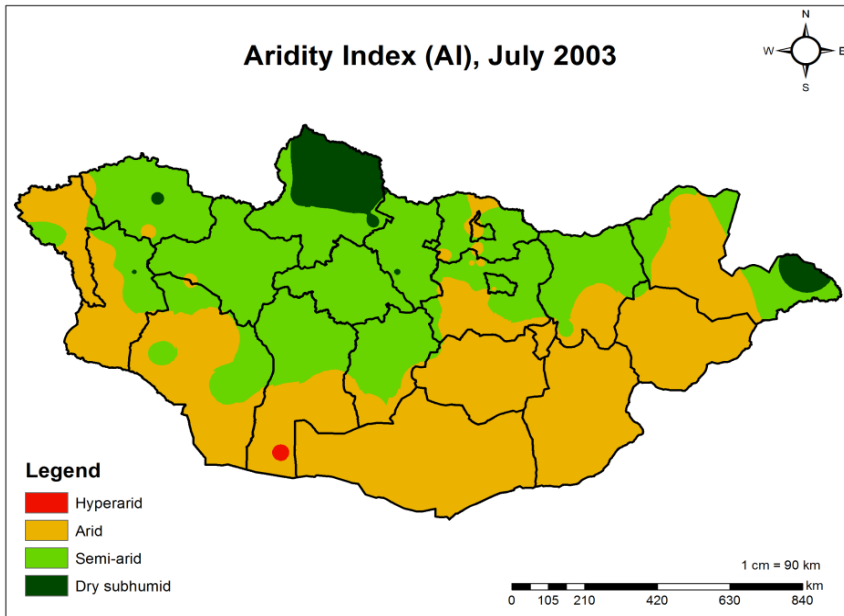 Aridity Index (AI), July 2003
N
W E
S
Legend
Hyperarid
Arid
Semi-arid
Dry subhumid
1 cm = 90 km
km
0 105 210 420 630 840